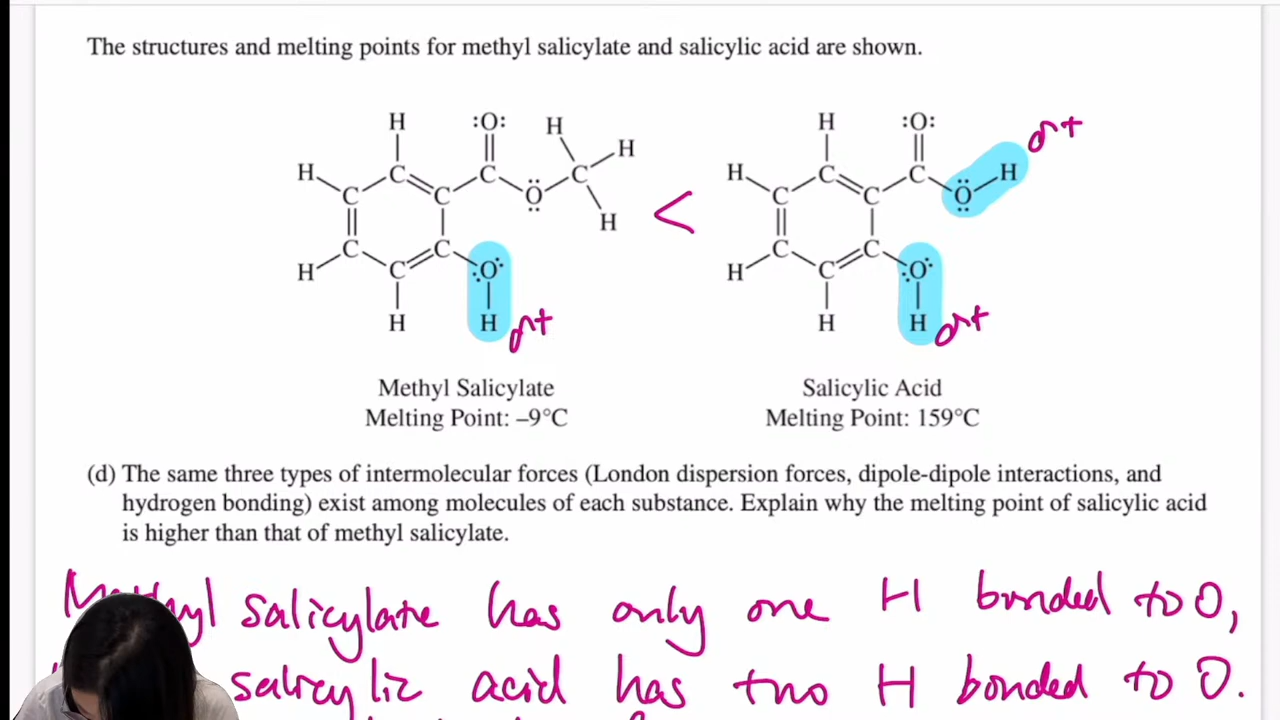 The structures and melting points for methyl salicylate and salicylic acid are shown.
H :O: H H :O: δ+
H C C C H H C C O H
C C O H < C C
C C :O: C C :O:
H C H C
H H δ+ H H δ+
Methyl Salicylate Salicylic Acid
Melting Point: –9°C Melting Point: 159°C
(d) The same three types of intermolecular forces (London dispersion forces, dipole-dipole interactions, and
hydrogen bonding) exist among molecules of each substance. Explain why the melting point of salicylic acid
is higher than that of methyl salicylate.
Methyl salicylate has only one H bonded to O,
salicylic acid has two H bonded to O.